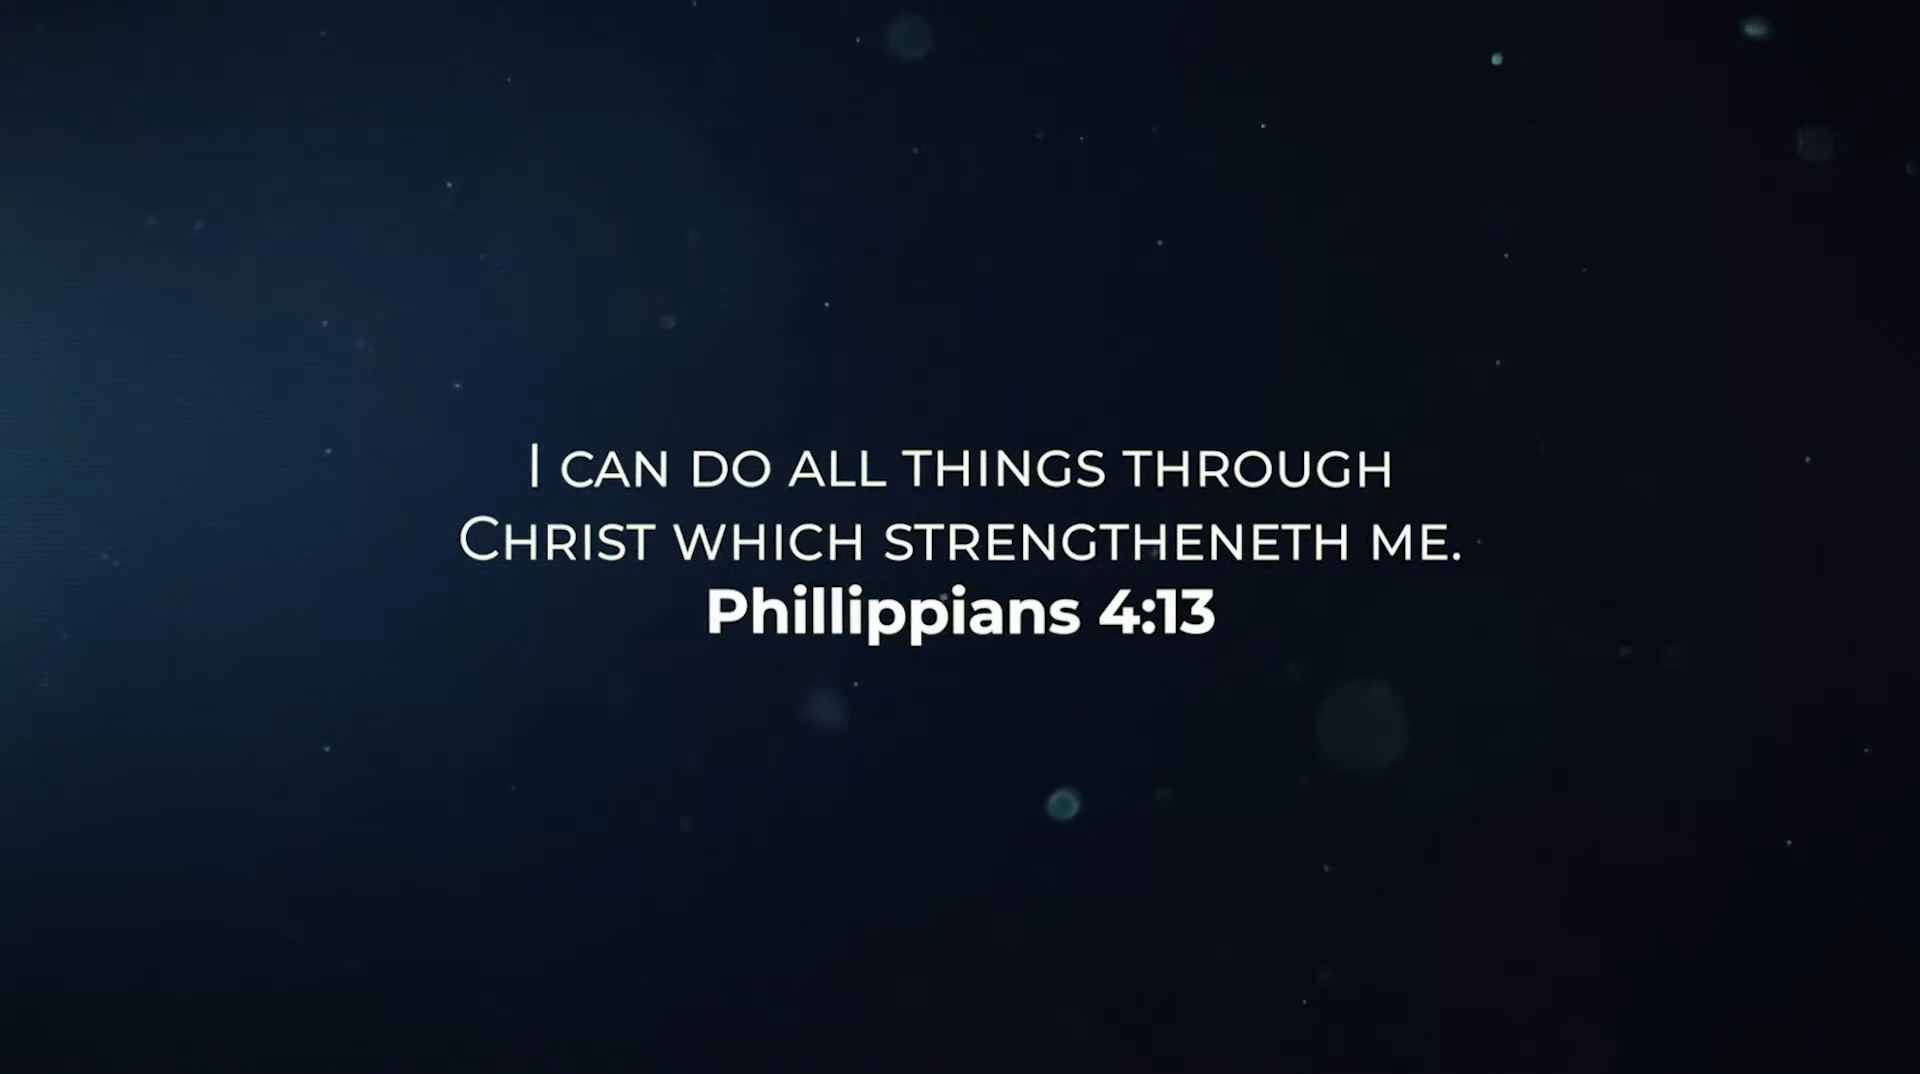 I can do all things through
Christ which strengtheneth me.
Phillippians 4:13